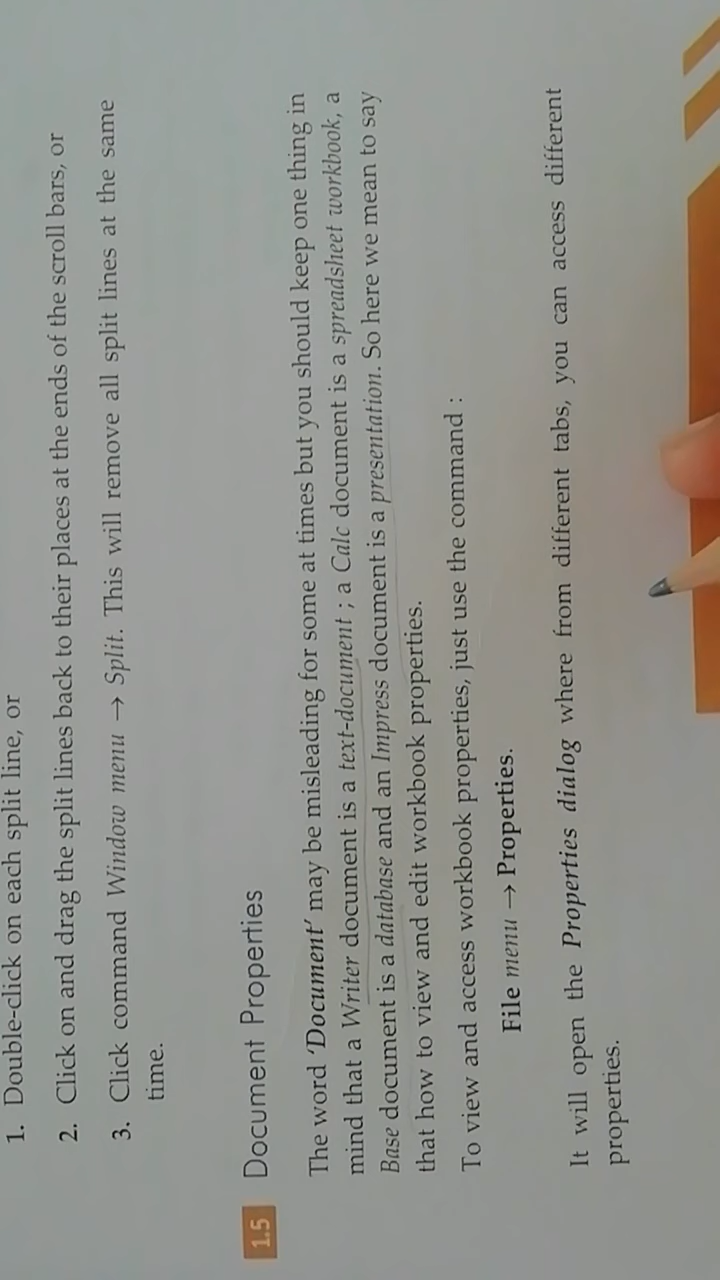 1. Double-click on each split line, or
2. Click on and drag the split lines back to their places at the ends of the scroll bars, or
3. Click command Window menu → Split. This will remove all split lines at the same
time.
1.5 Document Properties
The word 'Document' may be misleading for some at times but you should keep one thing in
mind that a Writer document is a text-document ; a Calc document is a spreadsheet workbook, a
Base document is a database and an Impress document is a presentation. So here we mean to say
that how to view and edit workbook properties.
To view and access workbook properties, just use the command :
File menu → Properties.
It will open the Properties dialog where from different tabs, you can access different
properties.